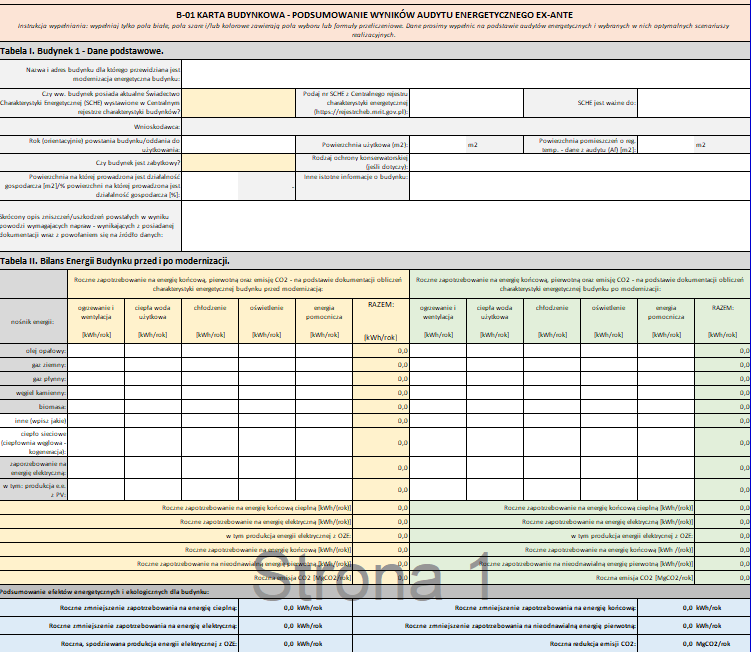 B-01 KARTA BUDYNKOWA - PODSUMOWANIE WYNIKÓW AUDYTU ENERGETYCZNEGO EX-ANTE
Instrukcja wypełniania: wypełniaj tylko pola białe, pola szare i/lub kolorowe zawierają pola wyboru lub formuły przeliczeniowe. Dane prosimy wypełnić na podstawie audytów energetycznych i wybranych w nich optymalnych scenariuszy
realizacyjnych.
Tabela I. Budynek 1 - Dane podstawowe.
Nazwa i adres budynku dla którego przewidziana jest
modernizacja energetyczna budynku:
Czy ww. budynek posiada aktualne Świadectwo
Charakterystyki Energetycznej (SCHE) wystawione w Centralnym
rejestrze charakterystyki budynków?
Podaj nr SCHE z Centralnego rejestru
charakterystyki energetycznej
(https://rejestrcheb.mrit.gov.pl):
SCHE jest ważne do:
Wnioskodawca:
Rok (orientacyjnie) powstania budynku/oddania do
użytkowania:
Powierzchnia użytkowa (m2):
m2
Powierzchnia pomieszczeń o reg.
temp. - dane z audytu (Af) [m2]:
m2
Czy budynek jest zabytkowy?
Rodzaj ochrony konserwatorskiej
(jeśli dotyczy):
Powierzchnia na której prowadzona jest działalność
gospodarcza [m2]/% powierzchni na której prowadzona jest
działalność gospodarcza [%]:
-
Inne istotne informacje o budynku:
Skrócony opis zniszczeń/uszkodzeń powstałych w wyniku
powodzi wymagających napraw - wynikających z posiadanej
dokumentacji wraz z powołaniem się na źródło danych:
Tabela II. Bilans Energii Budynku przed i po modernizacji.
Roczne zapotrzebowanie na energię końcową, pierwotną oraz emisję CO2 - na podstawie dokumentacji obliczeń
charakterystyki energetycznej budynku przed modernizacją:
Roczne zapotrzebowanie na energię końcową, pierwotną oraz emisję CO2 - na podstawie dokumentacji obliczeń
charakterystyki energetycznej budynku po modernizacji:
nośnik energii:
ogrzewanie i
wentylacja
[kWh/rok]
ciepła woda
użytkowa
[kWh/rok]
chłodzenie
[kWh/rok]
oświetlenie
[kWh/rok]
energia
pomocnicza
[kWh/rok]
RAZEM:
[kWh/rok]
ogrzewanie i
wentylacja
[kWh/rok]
ciepła woda
użytkowa
[kWh/rok]
chłodzenie
[kWh/rok]
oświetlenie
[kWh/rok]
energia
pomocnicza
[kWh/rok]
RAZEM:
[kWh/rok]
olej opałowy: 0,0 0,0
gaz ziemny: 0,0 0,0
gaz płynny: 0,0 0,0
węgiel kamienny: 0,0 0,0
biomasa: 0,0 0,0
inne (wpisz jakie) 0,0 0,0
ciepło sieciowe
(ciepłownia węglowa -
kogeneracja): 0,0 0,0
zapotrzebowanie na
energię elektryczną: 0,0 0,0
w tym: produkcja e.e.
z PV: 0,0 0,0
Roczne zapotrzebowanie na energię końcową cieplną [kWh/(rok)] 0,0 Roczne zapotrzebowanie na energię końcową cieplną [kWh/(rok)] 0,0
Roczne zapotrzebowanie na energię elektryczną [kWh/(rok)] 0,0 Roczne zapotrzebowanie na energię elektryczną [kWh/(rok)] 0,0
w tym produkcja energii elektrycznej z OZE: 0,0 w tym produkcja energii elektrycznej z OZE: 0,0
Roczne zapotrzebowanie na energię końcową [kWh/(rok)] 0,0 Roczne zapotrzebowanie na energię końcową [kWh/(rok)] 0,0
Roczne zapotrzebowanie na nieodnawialną energię pierwotną [kWh/(rok)] 0,0 Roczne zapotrzebowanie na nieodnawialną energię pierwotną [kWh/(rok)] 0,0
Roczna emisja CO2 [MgCO2/rok] 0,0 Roczna emisja CO2 [MgCO2/rok] 0,0
Strona 1
Podsumowanie efektów energetycznych i ekologicznych dla budynku:
Roczne zmniejszenie zapotrzebowania na energię cieplną: 0,0 kWh/rok Roczne zmniejszenie zapotrzebowania na energię końcową: 0,0 kWh/rok
Roczne zmniejszenie zapotrzebowania na energię elektryczną: 0,0 kWh/rok Roczne zmniejszenie zapotrzebowania na nieodnawialną energię pierwotną: 0,0 kWh/rok
Roczna, spodziewana produkcja energii elektrycznej z OZE: 0,0 kWh/rok Roczna redukcja emisji CO2: 0,0 MgCO2/rok